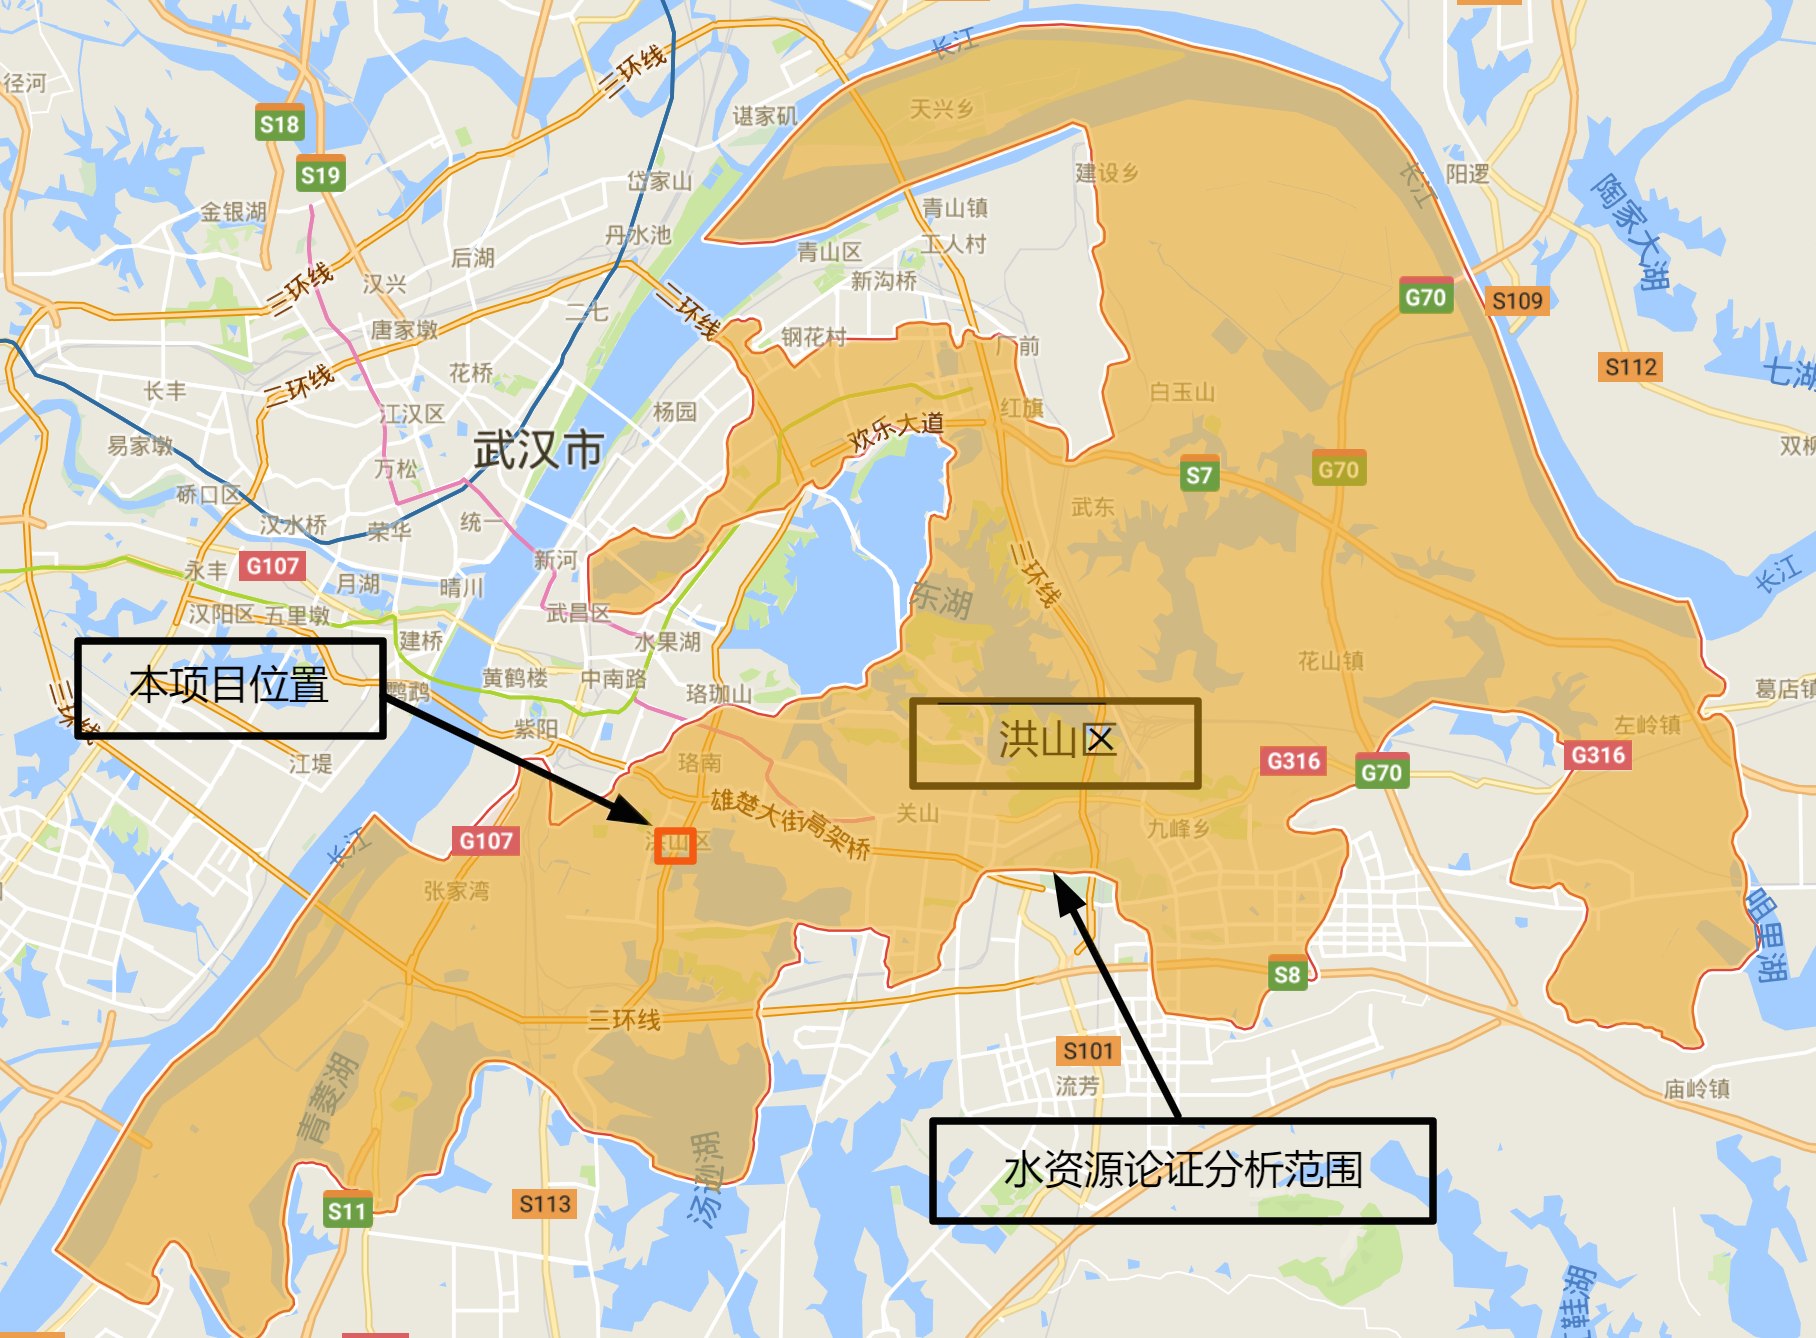 长江
三环线
径河
天兴乡
谌家矶
S18
S19
建设乡
阳逻
长江
岱家山
陶家大湖
金银湖
青山镇
丹水池
工人村
青山区
后湖
新沟桥
三环线
汉兴
G70
S109
二环线
二七
唐家墩
钢花村
厂前
S112
花桥
七湖
二环线
长丰
白玉山
江汉区
杨园
红旗
欢乐大道
武汉市
易家墩
双柳
万松
S7
G70
硚口区
武东
汉水桥
荣华
统一
新河
三环线
G107
永丰
月湖
晴川
长江
东湖
汉阳区
五里墩
武昌区
建桥
水果湖
花山镇
本项目位置
黄鹤楼
中南路
鹦鹉
珞珈山
葛店镇
三环线
紫阳
左岭镇
洪山区
江堤
珞南
G316
G316
G70
雄楚大街高架桥
关山
九峰乡
G107
洪山区
长江
张家湾
S8
三环线
S101
流芳
青菱湖
庙岭镇
水资源论证分析范围
汤逊湖
S113
S11